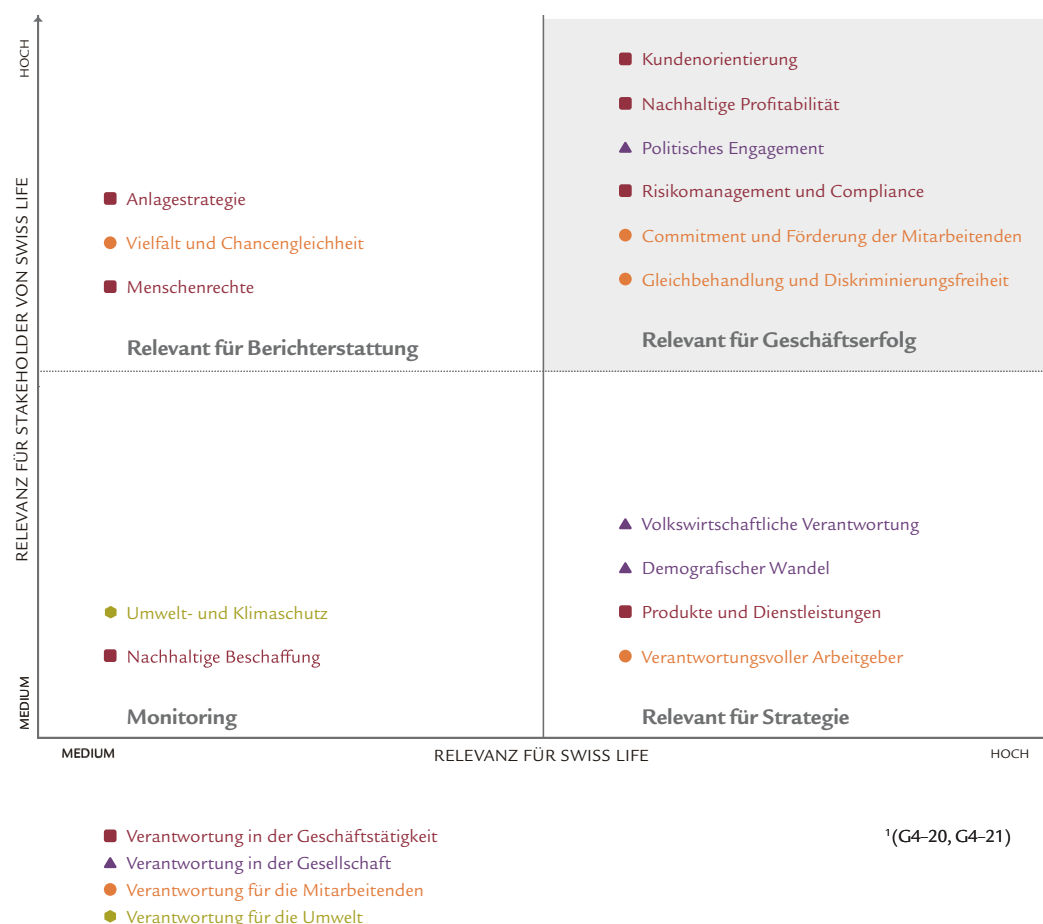 HOCH
RELEVANZ FÜR STAKEHOLDER VON SWISS LIFE
MEDIUM
Anlagestrategie
Vielfalt und Chancengleichheit
Menschenrechte
Relevant für Berichterstattung
Kundenorientierung
Nachhaltige Profitabilität
Politisches Engagement
Risikomanagement und Compliance
Commitment und Förderung der Mitarbeitenden
Gleichbehandlung und Diskriminierungsfreiheit
Relevant für Geschäftserfolg
Umwelt- und Klimaschutz
Nachhaltige Beschaffung
Monitoring
Volkswirtschaftliche Verantwortung
Demografischer Wandel
Produkte und Dienstleistungen
Verantwortungsvoller Arbeitgeber
Relevant für Strategie
MEDIUM RELEVANZ FÜR SWISS LIFE HOCH
Verantwortung in der Geschäftstätigkeit
Verantwortung in der Gesellschaft
Verantwortung für die Mitarbeitenden
Verantwortung für die Umwelt
¹(G4–20, G4–21)